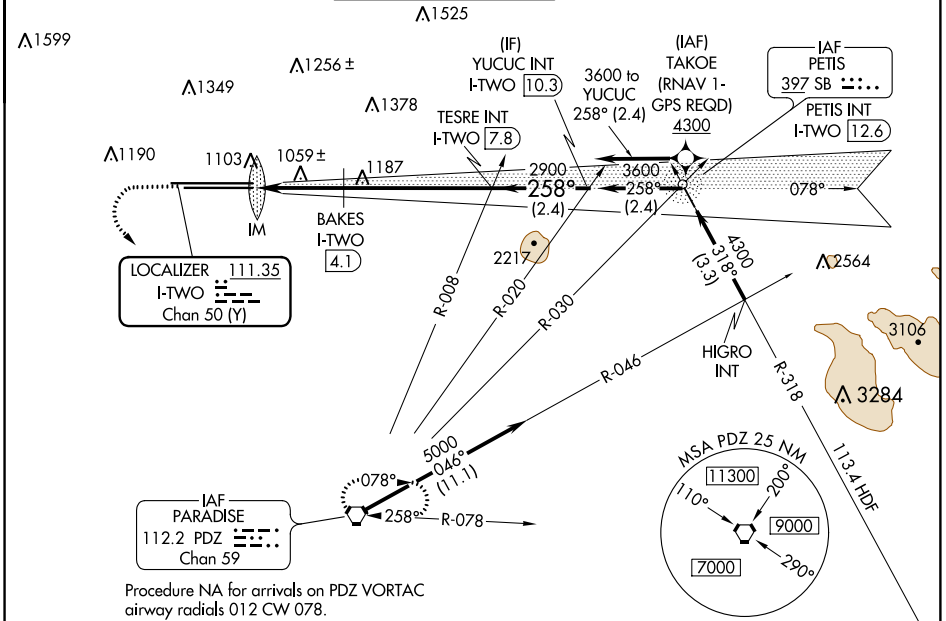 1525
1599
1256 ±
1349
1378
(IF)
YUCUC INT
I-TWO 10.3
3600 to
YUCUC
258° (2.4)
(IAF)
TAKOE
(RNAV 1-
GPS REQD)
4300
IAF
PETIS
397 SB
PETIS INT
I-TWO 12.6
TESRE INT
I-TWO 7.8
1190
1103
1059 ±
1187
2900
258°
(2.4)
3600
258°
(2.4)
078°
IM
BAKES
I-TWO
4.1
LOCALIZER 111.35
I-TWO
Chan 50 (Y)
2217
4300
318°
(3.3)
2564
3106
3284
R-008
R-020
R-030
R-046
HIGRO
INT
R-318
113.4 HDF
5000
046°
(11.1)
078°
258°
R-078
IAF
PARADISE
112.2 PDZ
Chan 59
MSA PDZ 25 NM
11300
110°
200°
9000
7000
290°
Procedure NA for arrivals on PDZ VORTAC
airway radials 012 CW 078.